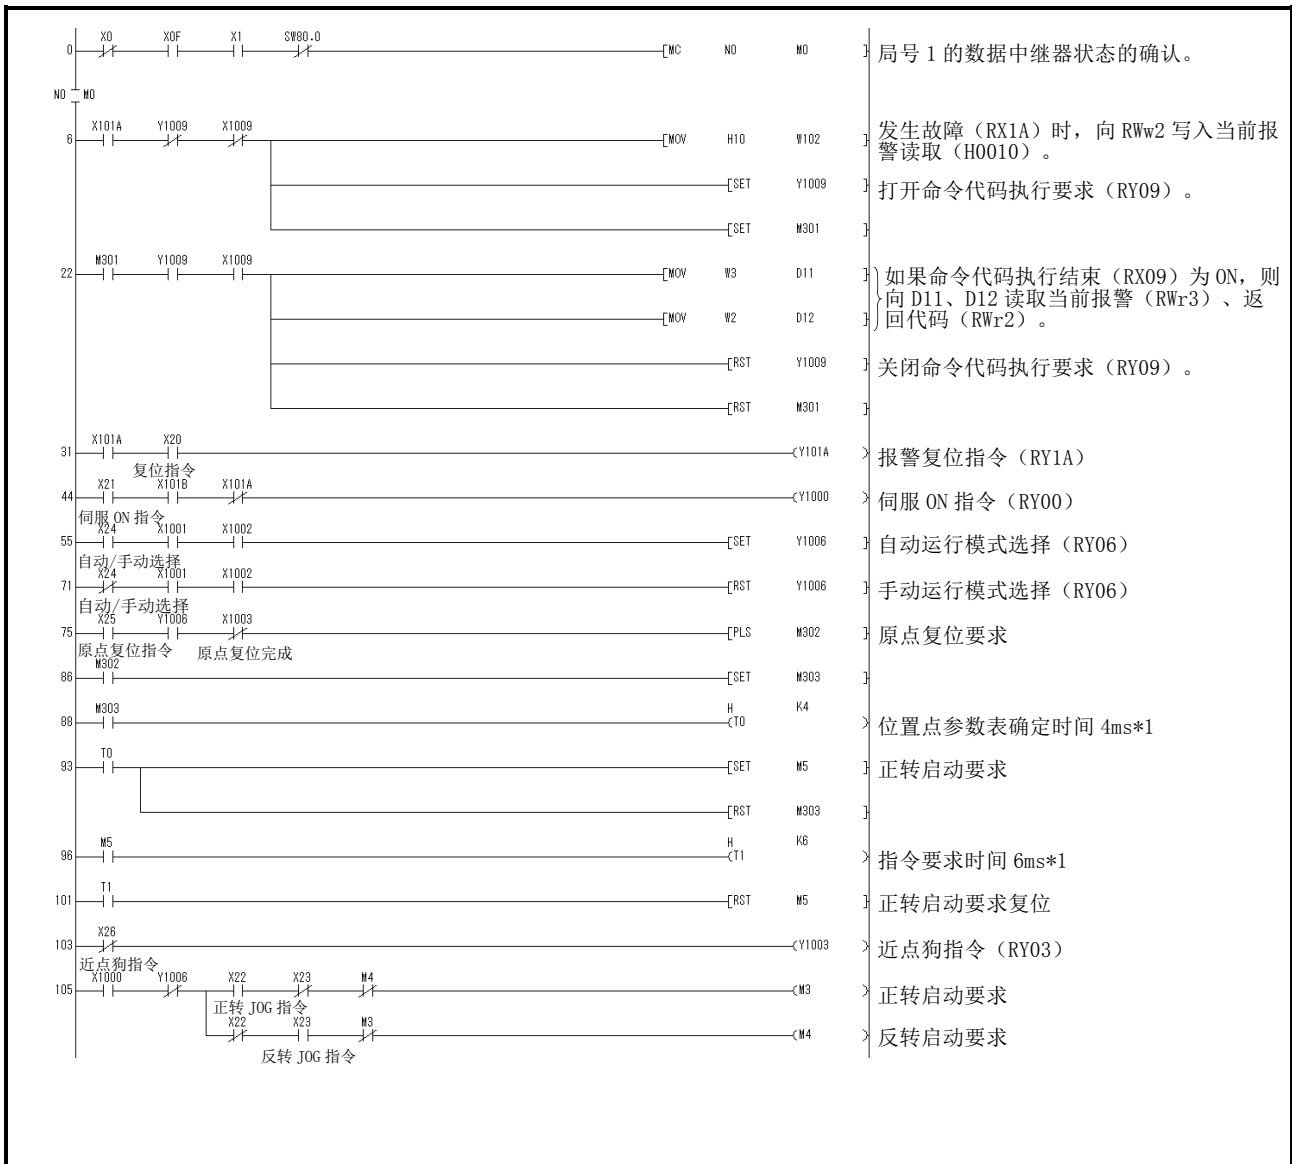 X0 X0F X1 SW80.0
0 [MC N0 M0 ] 局号 1 的数据中继器状态的确认。
N0 M0
X101A Y1009 X1009
6 [MOV H10 W102 ] 发生故障（RX1A）时，向 RWw2 写入当前报
警读取（H0010）。
[SET Y1009 ] 打开命令代码执行要求（RY09）。
[SET M301 ]
M301 Y1009 X1009
22 [MOV W3 D11 ] 如果命令代码执行结束（RX09）为 ON，则
向 D11、D12 读取当前报警（RWr3）、返
[MOV W2 D12 ] 回代码（RWr2）。
[RST Y1009 ] 关闭命令代码执行要求（RY09）。
[RST M301 ]
X101A X20
31 (Y101A ) 报警复位指令（RY1A）
复位指令
X21 X101B X101A
44 (Y1000 ) 伺服 ON 指令（RY00）
伺服 ON 指令
X24 X1001 X1002
55 [SET Y1006 ] 自动运行模式选择（RY06）
自动/手动选择
X24 X1001 X1002
71 [RST Y1006 ] 手动运行模式选择（RY06）
自动/手动选择
X25 Y1006 X1003
75 [PLS M302 ] 原点复位要求
原点复位指令 原点复位完成
M302
86 [SET M303 ]
M303 H K4
88 (T0 ) 位置点参数表确定时间 4ms*1
T0
93 [SET M5 ] 正转启动要求
[RST M303 ]
M5 H K6
96 (T1 ) 指令要求时间 6ms*1
T1
101 [RST M5 ] 正转启动要求复位
X26
103 (Y1003 ) 近点狗指令（RY03）
近点狗指令
X1000 Y1006 X22 X23 M4
105 (M3 ) 正转启动要求
正转 JOG 指令
X22 X23 M3
(M4 ) 反转启动要求
反转 JOG 指令